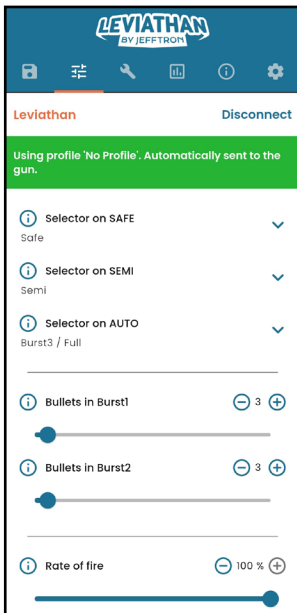 LEVIATHAN
BY JEFFTRON
Leviathan Disconnect
Using profile 'No Profile'. Automatically sent to the
gun.
Selector on SAFE
Safe
Selector on SEMI
Semi
Selector on AUTO
Burst3 / Full
Bullets in Burst1 3
Bullets in Burst2 3
Rate of fire 100 %